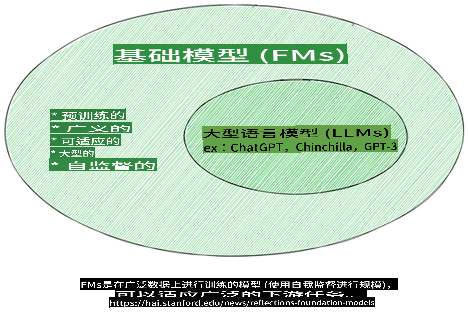 基础模型 (FMs)
* 预训练的
* 广义的
* 可适应的
* 大型的
* 自监督的
大型语言模型 (LLMs)
ex：ChatGPT，Chinchilla，GPT-3
FMs是在广泛数据上进行训练的模型 (使用自我监督进行规模)，
可以适应广泛的下游任务..
https://hai.stanford.edu/news/reflections-foundation-models